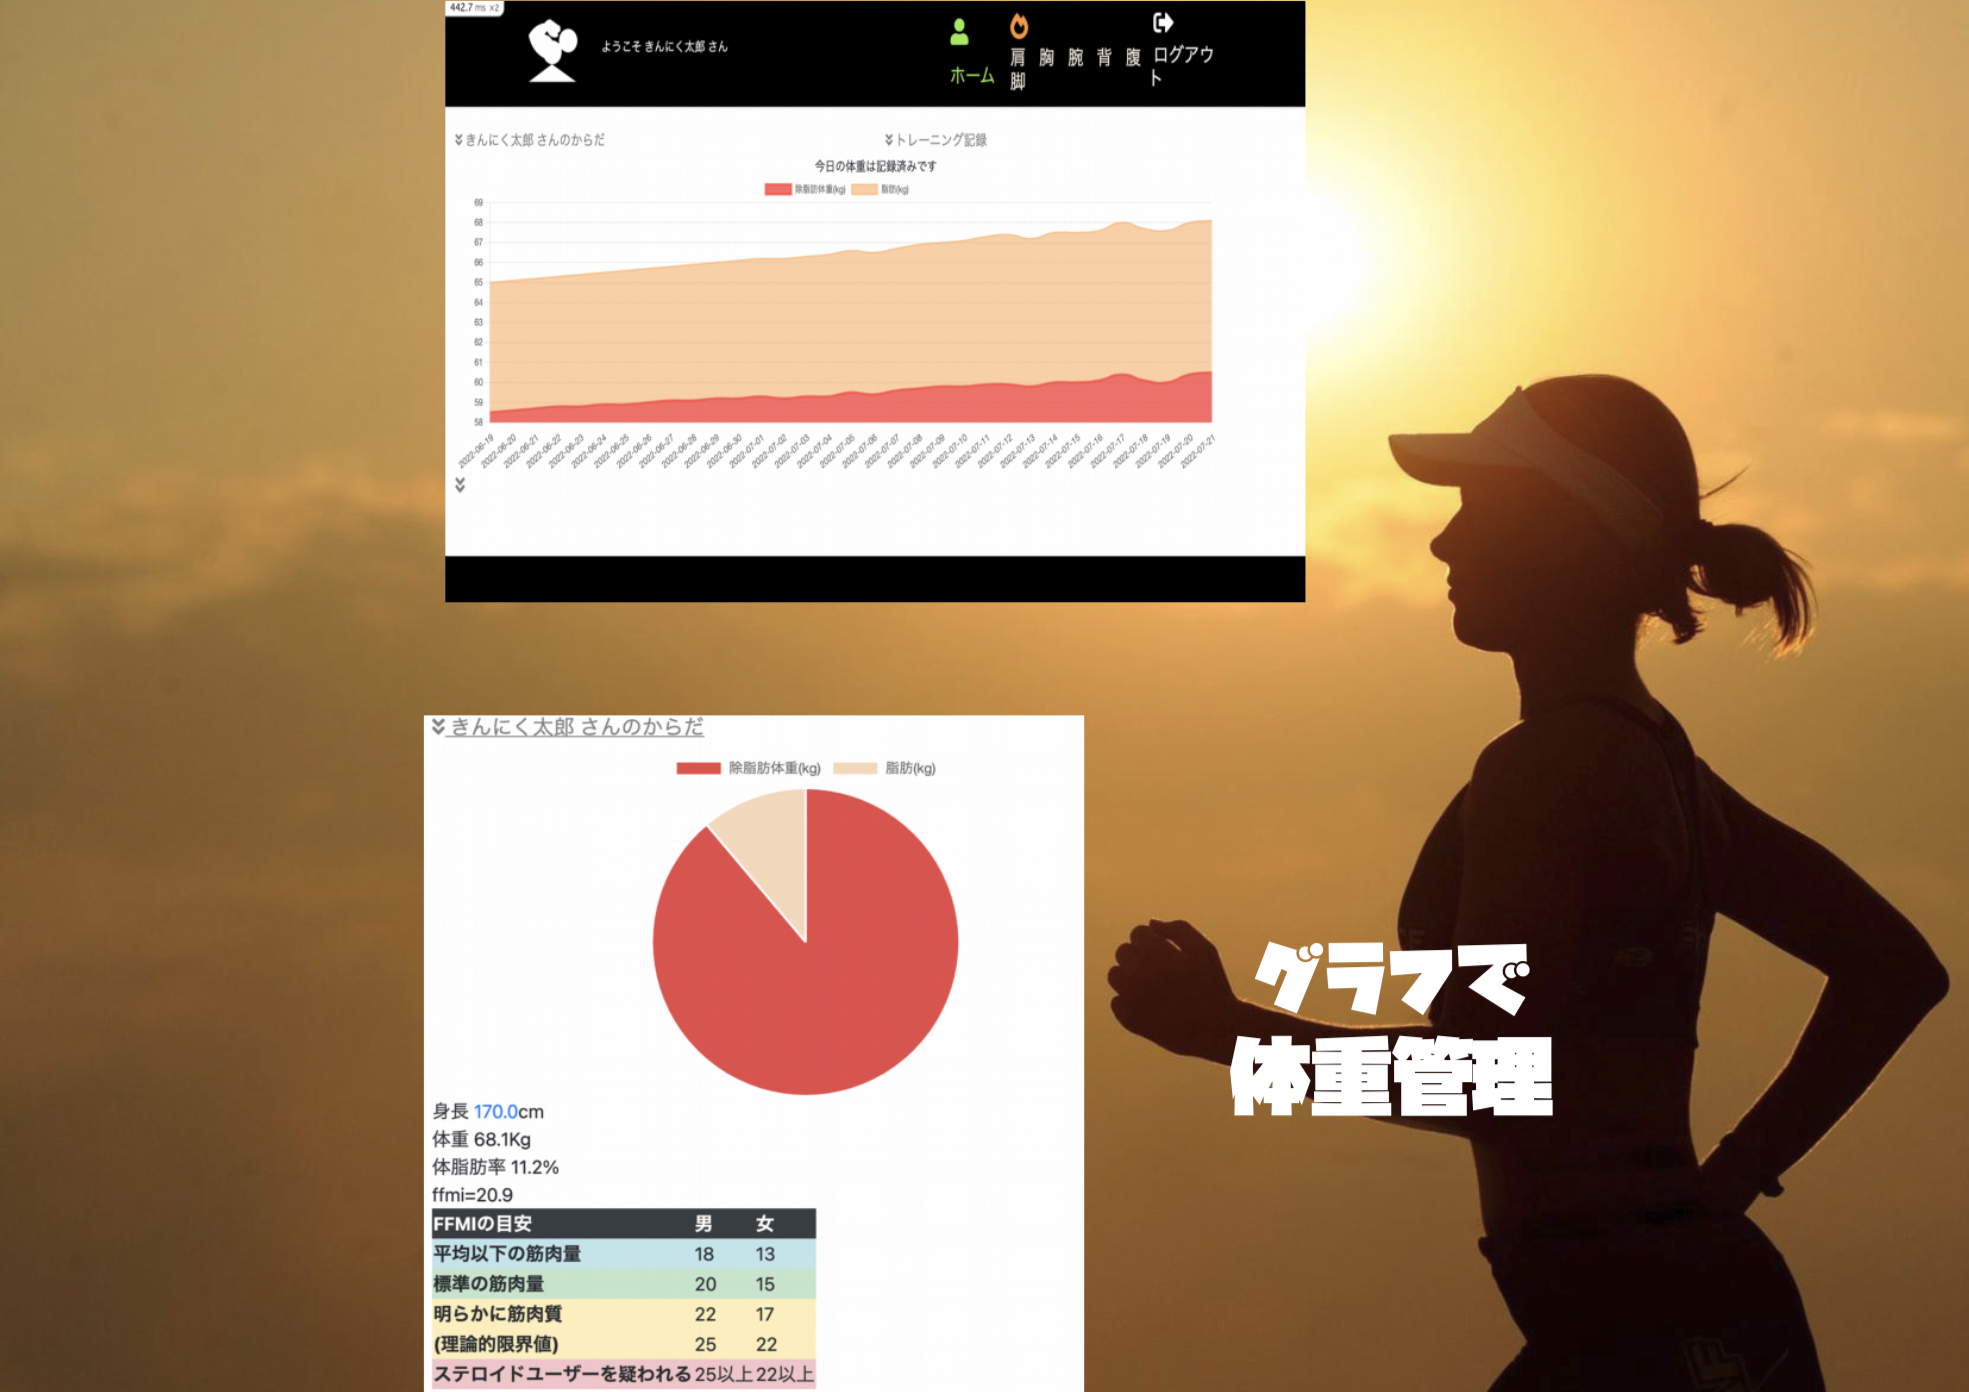 442.7 ms ×2
ようこそ きんにく太郎 さん
ホーム
肩 胸 腕 背 腹
脚
ログアウ
ト
きんにく太郎 さんのからだ
トレーニング記録
今日の体重は記録済みです
除脂肪体重(kg) 脂肪(kg)
69
68
67
66
65
64
63
62
61
60
59
58
2022-06-19 2022-06-20 2022-06-21 2022-06-22 2022-06-23 2022-06-24 2022-06-25 2022-06-26 2022-06-27 2022-06-28 2022-06-29 2022-06-30 2022-07-01 2022-07-02 2022-07-03 2022-07-04 2022-07-05 2022-07-06 2022-07-07 2022-07-08 2022-07-09 2022-07-10 2022-07-11 2022-07-12 2022-07-13 2022-07-14 2022-07-15 2022-07-16 2022-07-17 2022-07-18 2022-07-19 2022-07-20 2022-07-21
きんにく太郎 さんのからだ
除脂肪体重(kg) 脂肪(kg)
身長 170.0cm
体重 68.1Kg
体脂肪率 11.2%
ffmi=20.9
FFMIの目安 男 女
平均以下の筋肉量 18 13
標準の筋肉量 20 15
明らかに筋肉質 22 17
(理論的限界値) 25 22
ステロイドユーザーを疑われる 25以上 22以上
グラフで
体重管理